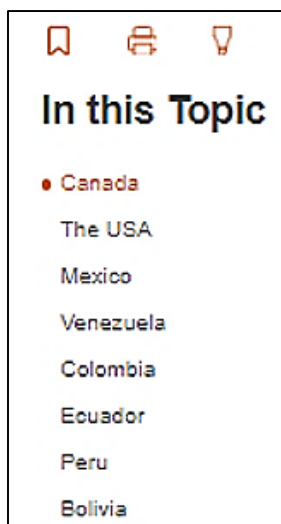 In this Topic
Canada
The USA
Mexico
Venezuela
Colombia
Ecuador
Peru
Bolivia